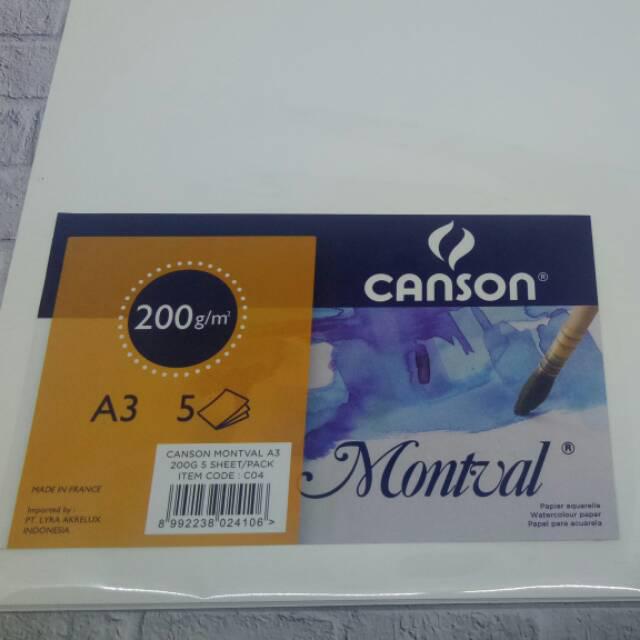 CANSON®
200g/m²
A3 5
CANSON MONTVAL A3
200G 5 SHEET/PACK
ITEM CODE : C04
8 992238 024106 >
MADE IN FRANCE
Imported by :
PT. LYRA AKRELUX
INDONESIA
Montval ®
Papier aquarelle
Watercolour paper
Papel para acuarela